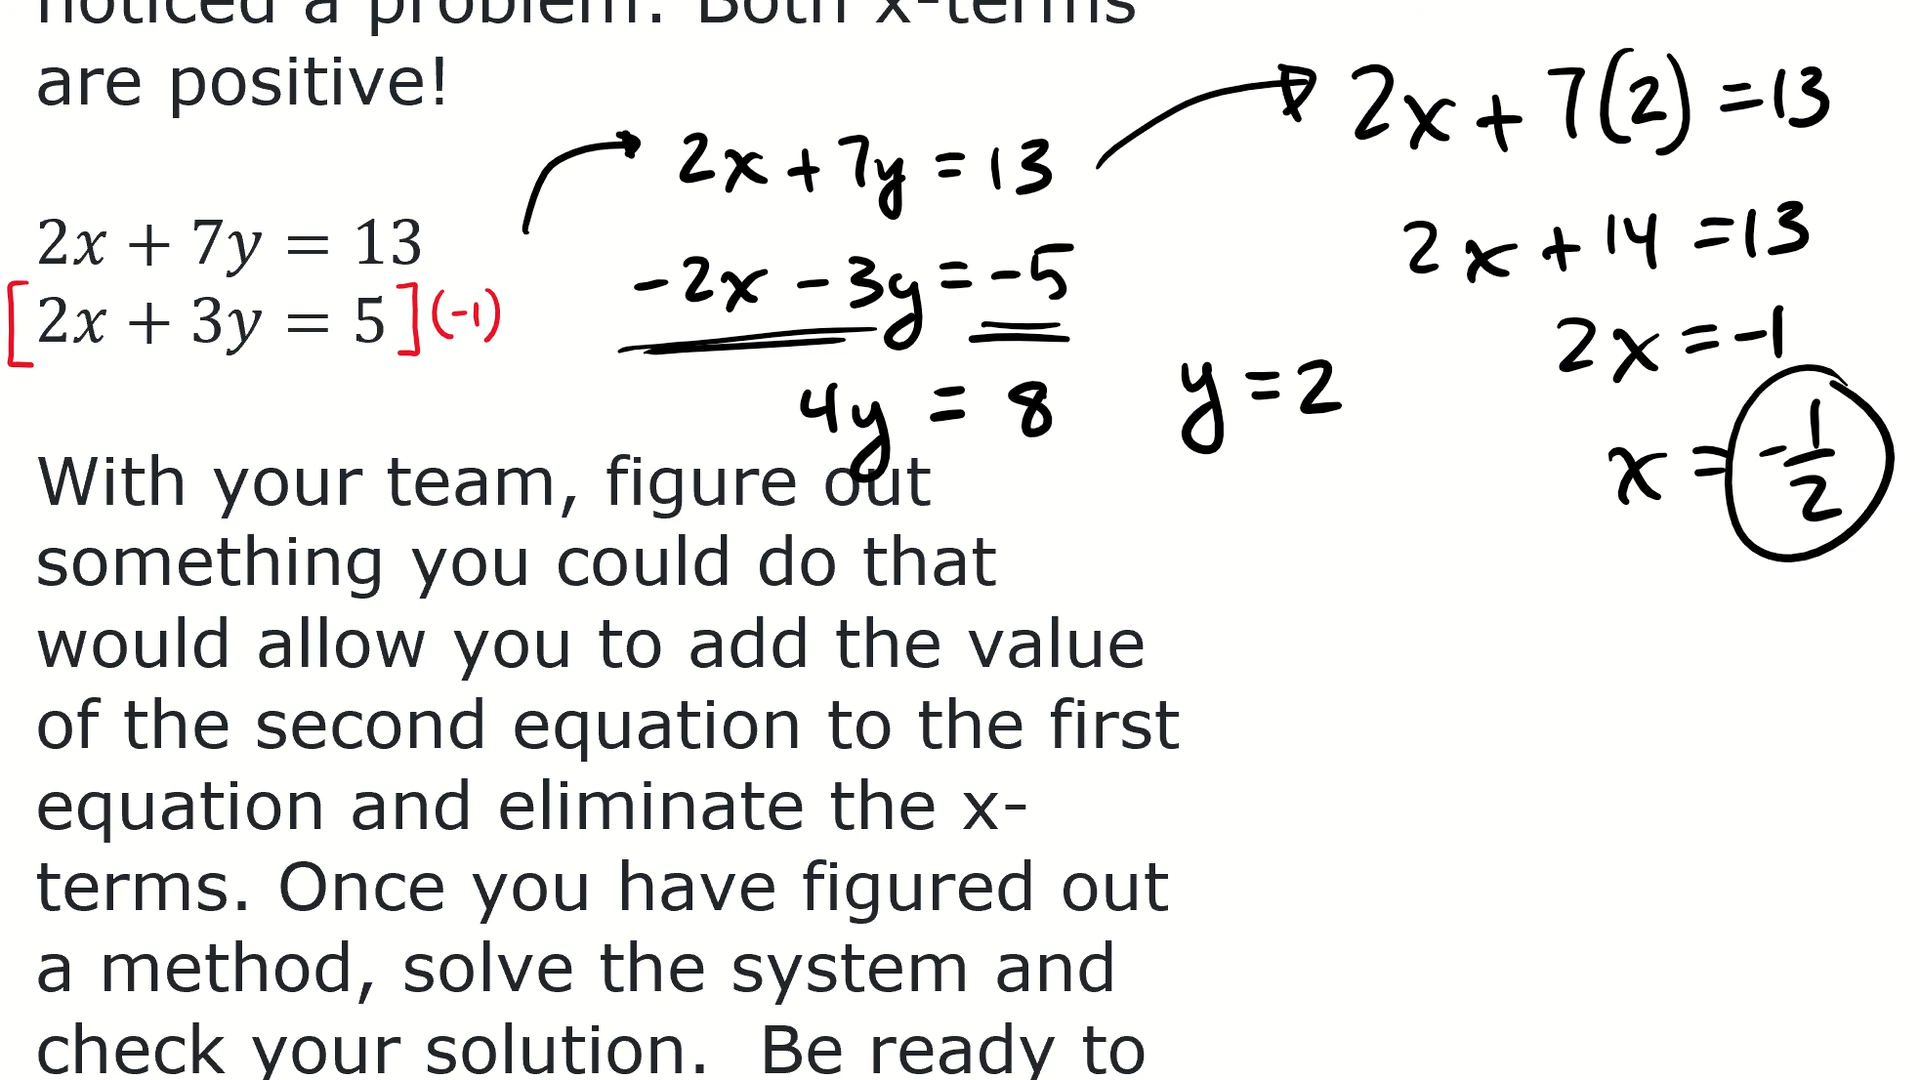 noticed a problem. Both x-terms
are positive!
2x + 7y = 13
[2x + 3y = 5](-1)
2x + 7y = 13
-2x - 3y = -5
4y = 8
y = 2
2x + 7(2) = 13
2x + 14 = 13
2x = -1
x = -1/2
With your team, figure out
something you could do that
would allow you to add the value
of the second equation to the first
equation and eliminate the x-
terms. Once you have figured out
a method, solve the system and
check your solution.  Be ready to